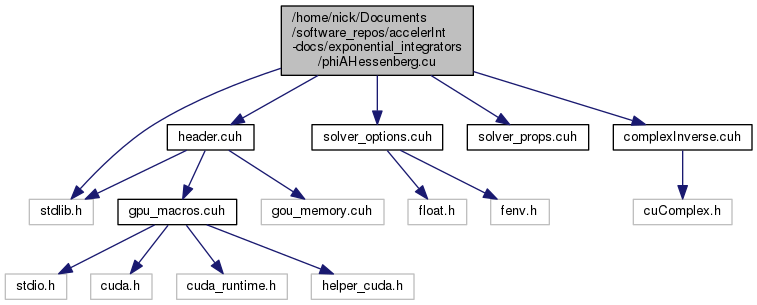 /home/nick/Documents
/software_repos/accelerInt
-docs/exponential_integrators
/phiAHessenberg.cu
header.cuh
solver_options.cuh
solver_props.cuh
complexInverse.cuh
stdlib.h
gpu_macros.cuh
gou_memory.cuh
float.h
fenv.h
cuComplex.h
stdio.h
cuda.h
cuda_runtime.h
helper_cuda.h